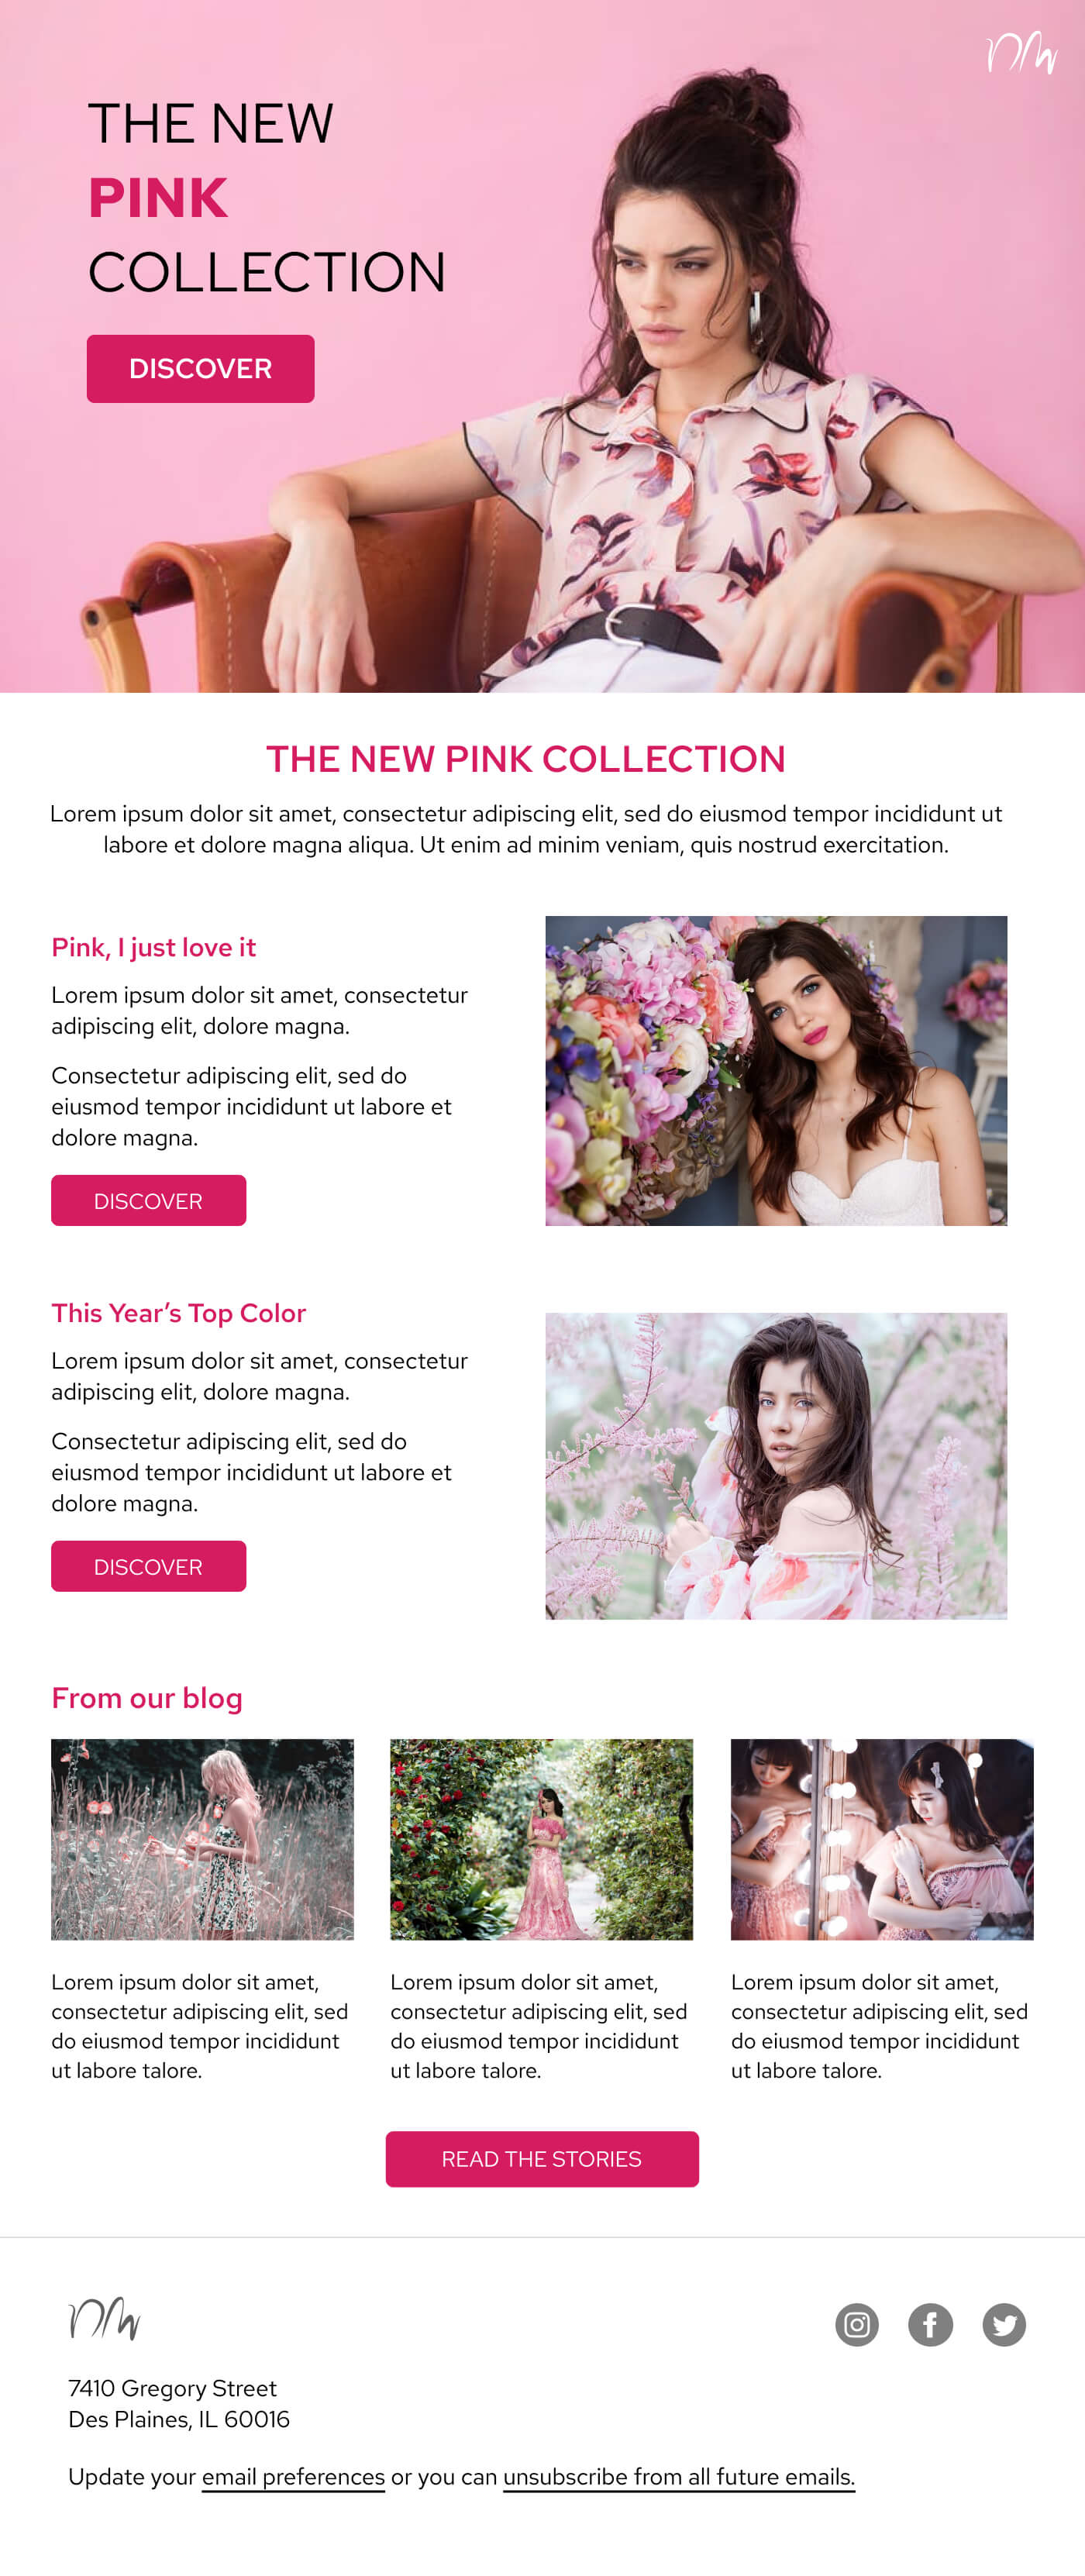 THE NEW
PINK
COLLECTION
DISCOVER
THE NEW PINK COLLECTION
Lorem ipsum dolor sit amet, consectetur adipiscing elit, sed do eiusmod tempor incididunt ut
labore et dolore magna aliqua. Ut enim ad minim veniam, quis nostrud exercitation.
Pink, I just love it
Lorem ipsum dolor sit amet, consectetur
adipiscing elit, dolore magna.
Consectetur adipiscing elit, sed do
eiusmod tempor incididunt ut labore et
dolore magna.
DISCOVER
This Year’s Top Color
Lorem ipsum dolor sit amet, consectetur
adipiscing elit, dolore magna.
Consectetur adipiscing elit, sed do
eiusmod tempor incididunt ut labore et
dolore magna.
DISCOVER
From our blog
Lorem ipsum dolor sit amet,
consectetur adipiscing elit, sed
do eiusmod tempor incididunt
ut labore talore.
Lorem ipsum dolor sit amet,
consectetur adipiscing elit, sed
do eiusmod tempor incididunt
ut labore talore.
Lorem ipsum dolor sit amet,
consectetur adipiscing elit, sed
do eiusmod tempor incididunt
ut labore talore.
READ THE STORIES
7410 Gregory Street
Des Plaines, IL 60016
Update your email preferences or you can unsubscribe from all future emails.